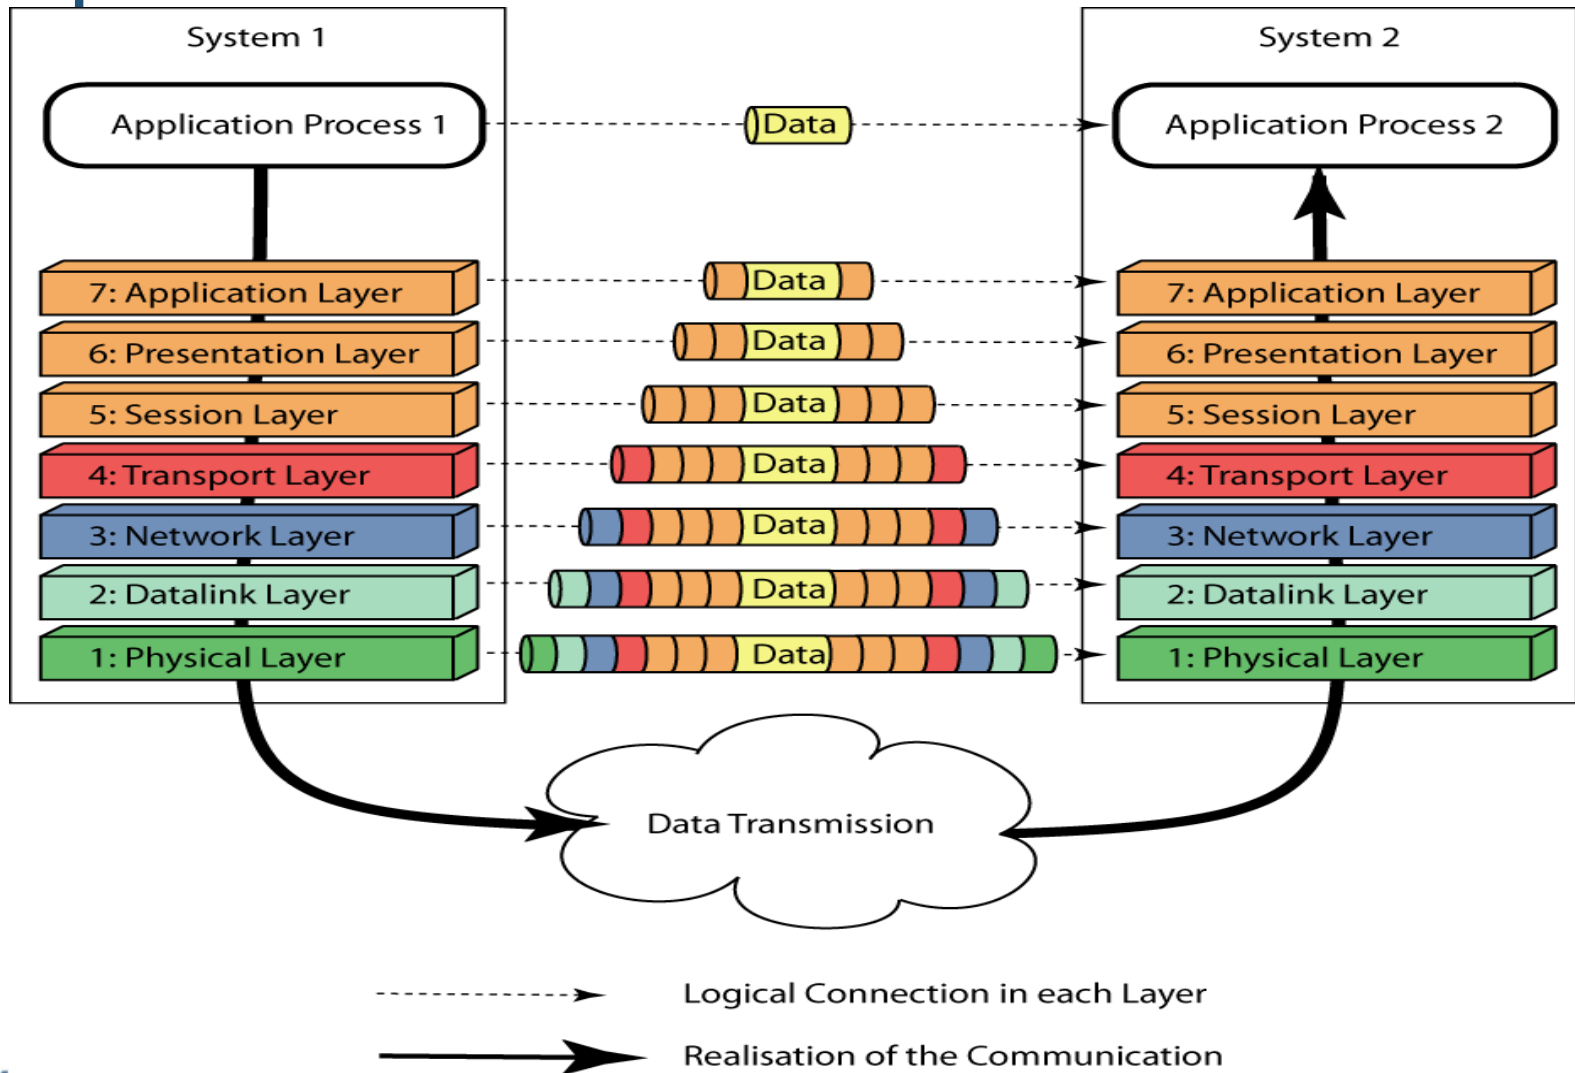 System 1
System 2
Application Process 1
Data
Application Process 2
7: Application Layer
Data
7: Application Layer
6: Presentation Layer
Data
6: Presentation Layer
5: Session Layer
Data
5: Session Layer
4: Transport Layer
Data
4: Transport Layer
3: Network Layer
Data
3: Network Layer
2: Datalink Layer
Data
2: Datalink Layer
1: Physical Layer
Data
1: Physical Layer
Data Transmission
Logical Connection in each Layer
Realisation of the Communication